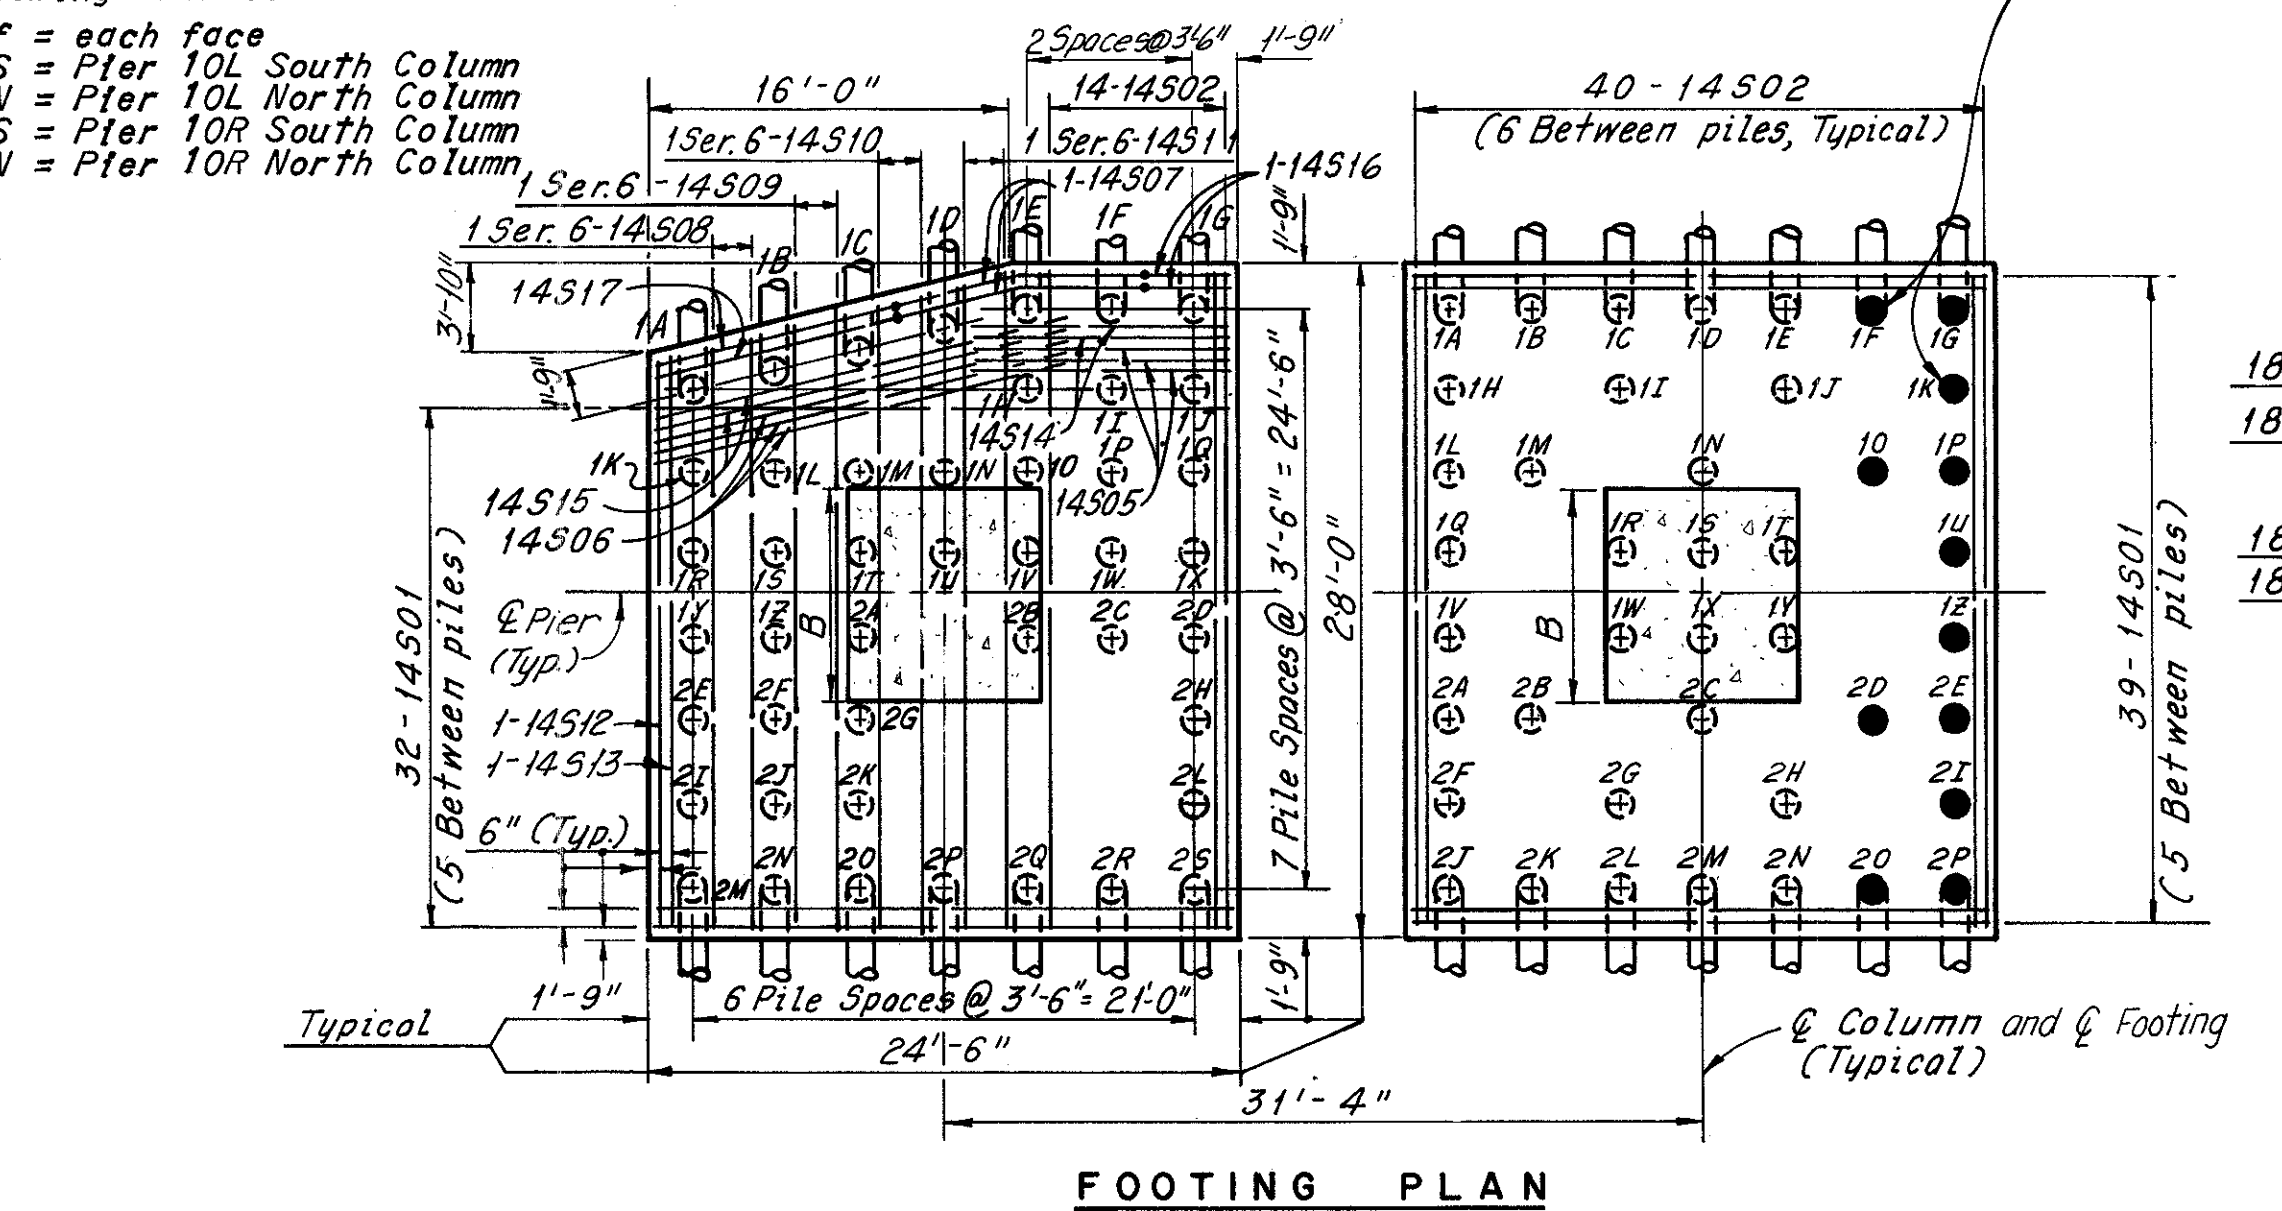 = each face
= Pier 10L South Column
= Pier 10L North Column
= Pier 10R South Column
= Pier 10R North Column
2 Spaces@3'-6"
1'-9"
16'-0"
14-14S02
1 Ser. 6-14S10
1 Ser. 6-14S11
1-14S07
1-14S16
1 Ser. 6-14S09
1 Ser. 6-14S08
14S17
3'-10"
1'-9"
1'-9"
1A
1B
1C
1D
1E
1F
1G
1H
1I
1J
14S14
1K
1L
1M
1N
1O
1P
1Q
14S15
14S06
14S05
1R
1S
1T
1U
1V
1W
1X
℄ Pier
(Typ.)
B
1Y
1Z
2A
2B
2C
2D
2E
2F
2G
2H
1-14S12
1-14S13
2I
2J
2K
2L
6" (Typ.)
2M
2N
2O
2P
2Q
2R
2S
32-14S01
(5 Between piles)
7 Pile Spaces @ 3'-6" = 24'-6"
28'-0"
1'-9"
Typical
1'-9"
6 Pile Spaces @ 3'-6" = 21'-0"
24'-6"
31'-4"
40-14S02
(6 Between piles, Typical)
1A
1B
1C
1D
1E
1F
1G
1H
1I
1J
1K
1L
1M
1N
1O
1P
1Q
1R
1S
1T
1U
B
1V
1W
1X
1Y
1Z
2A
2B
2C
2D
2E
2F
2G
2H
2I
2J
2K
2L
2M
2N
2O
2P
39-14S01
(5 Between piles)
18
18
18
18
℄ Column and ℄ Footing
(Typical)
FOOTING PLAN